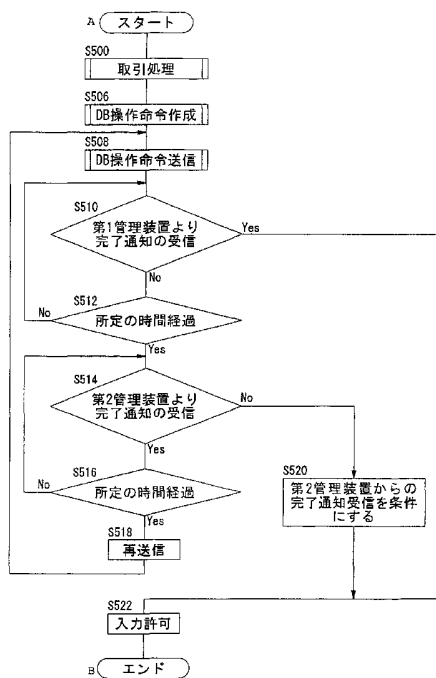 A スタート
S500
取引処理
S506
DB操作命令作成
S508
DB操作命令送信
S510
第1管理装置より
完了通知の受信
Yes
No
S512
No
所定の時間経過
Yes
S514
第2管理装置より
完了通知の受信
No
Yes
S516
No
所定の時間経過
Yes
S518
再送信
S520
第2管理装置からの
完了通知受信を条件
にする
S522
入力許可
B エンド